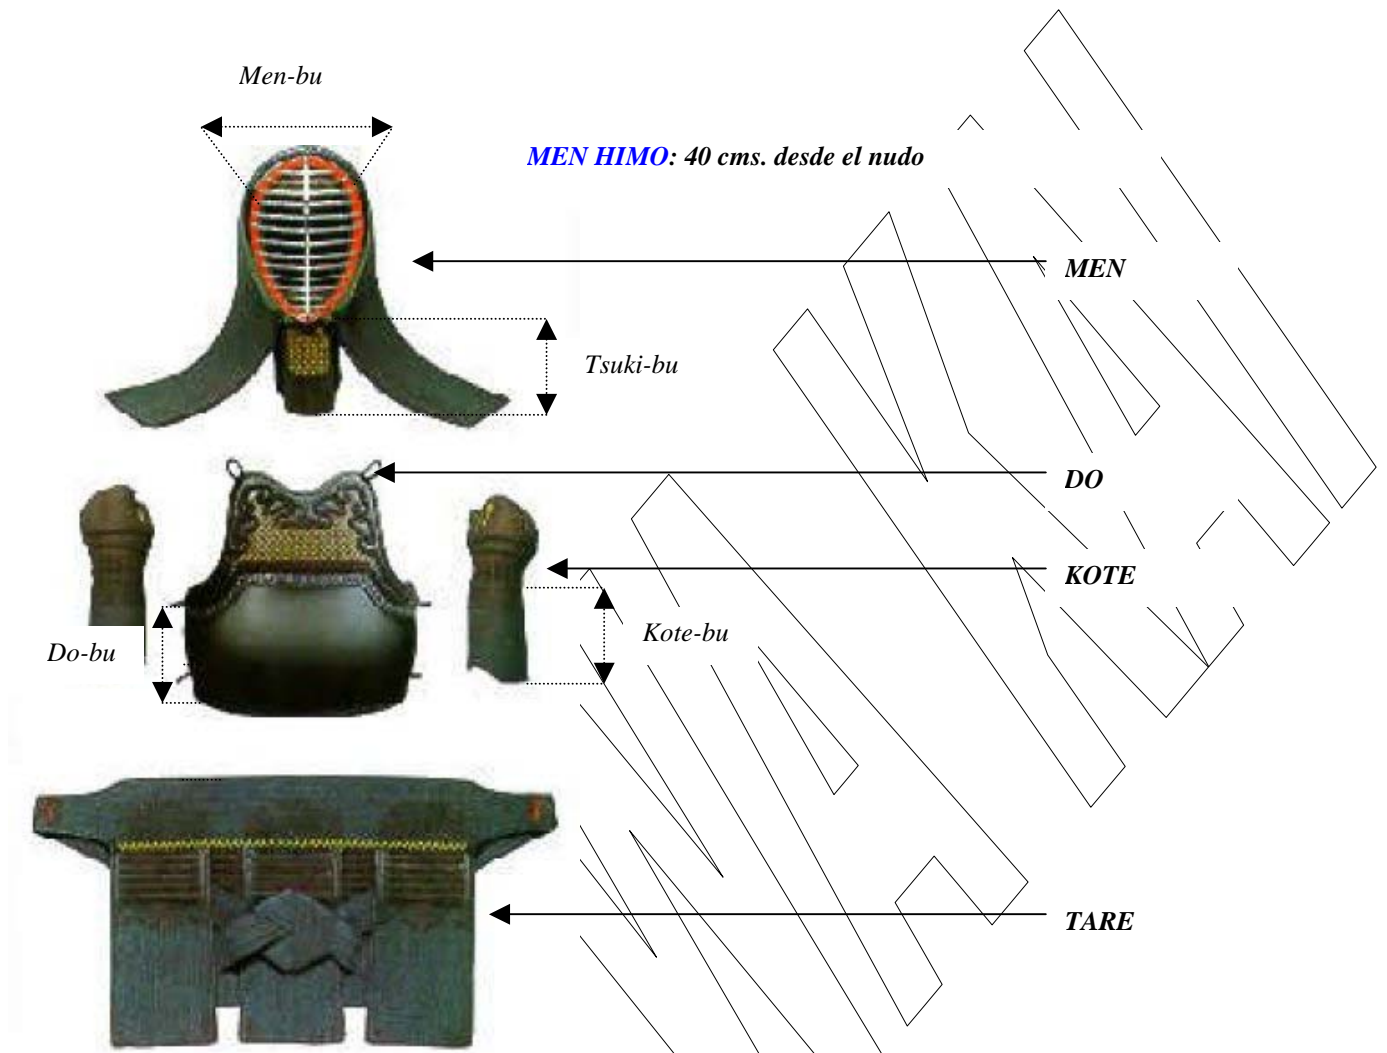 Men-bu
MEN HIMO: 40 cms. desde el nudo
MEN
Tsuki-bu
DO
KOTE
Kote-bu
Do-bu
TARE